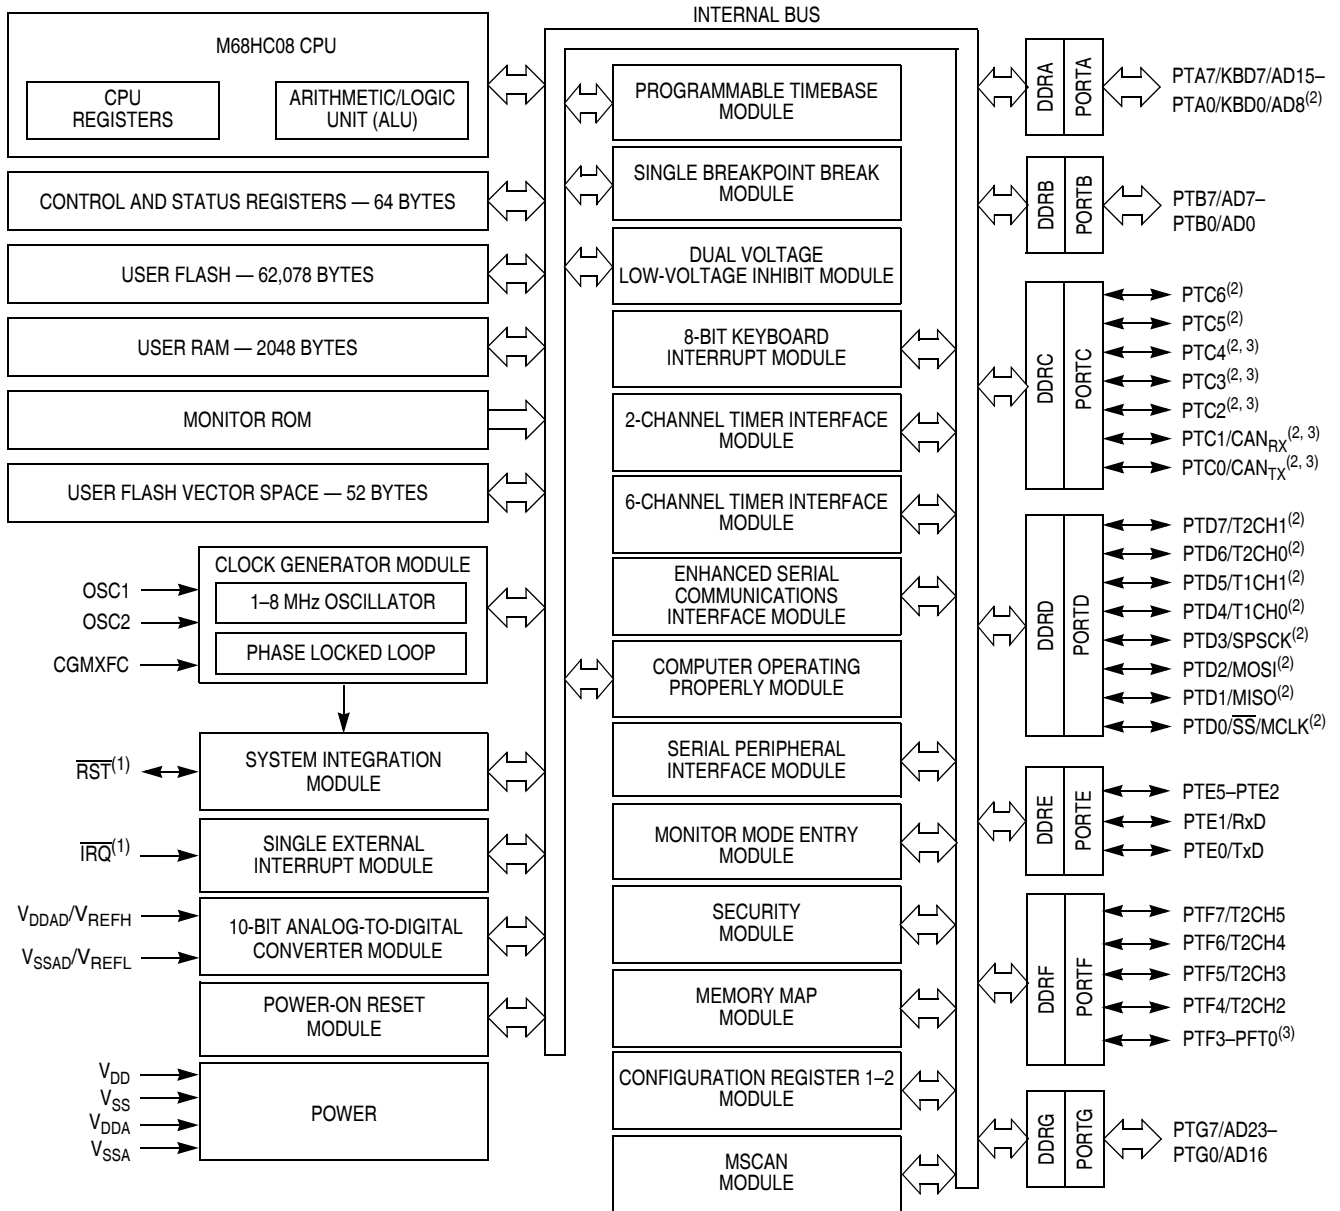 INTERNAL BUS
M68HC08 CPU
CPU
REGISTERS
ARITHMETIC/LOGIC
UNIT (ALU)
CONTROL AND STATUS REGISTERS — 64 BYTES
USER FLASH — 62,078 BYTES
USER RAM — 2048 BYTES
MONITOR ROM
USER FLASH VECTOR SPACE — 52 BYTES
CLOCK GENERATOR MODULE
1–8 MHz OSCILLATOR
PHASE LOCKED LOOP
OSC1
OSC2
CGMXFC
SYSTEM INTEGRATION
MODULE
RST(1)
SINGLE EXTERNAL
INTERRUPT MODULE
IRQ(1)
10-BIT ANALOG-TO-DIGITAL
CONVERTER MODULE
VDDAD/VREFH
VSSAD/VREFL
POWER-ON RESET
MODULE
POWER
VDD
VSS
VDDA
VSSA
PROGRAMMABLE TIMEBASE
MODULE
SINGLE BREAKPOINT BREAK
MODULE
DUAL VOLTAGE
LOW-VOLTAGE INHIBIT MODULE
8-BIT KEYBOARD
INTERRUPT MODULE
2-CHANNEL TIMER INTERFACE
MODULE
6-CHANNEL TIMER INTERFACE
MODULE
ENHANCED SERIAL
COMMUNICATIONS
INTERFACE MODULE
COMPUTER OPERATING
PROPERLY MODULE
SERIAL PERIPHERAL
INTERFACE MODULE
MONITOR MODE ENTRY
MODULE
SECURITY
MODULE
MEMORY MAP
MODULE
CONFIGURATION REGISTER 1–2
MODULE
MSCAN
MODULE
DDRA
PORTA
PTA7/KBD7/AD15–
PTA0/KBD0/AD8(2)
DDRB
PORTB
PTB7/AD7–
PTB0/AD0
DDRC
PORTC
PTC6(2)
PTC5(2)
PTC4(2, 3)
PTC3(2, 3)
PTC2(2, 3)
PTC1/CANRX(2, 3)
PTC0/CANTX(2, 3)
DDRD
PORTD
PTD7/T2CH1(2)
PTD6/T2CH0(2)
PTD5/T1CH1(2)
PTD4/T1CH0(2)
PTD3/SPSCK(2)
PTD2/MOSI(2)
PTD1/MISO(2)
PTD0/SS/MCLK(2)
DDRE
PORTE
PTE5–PTE2
PTE1/RxD
PTE0/TxD
DDRF
PORTF
PTF7/T2CH5
PTF6/T2CH4
PTF5/T2CH3
PTF4/T2CH2
PTF3–PFT0(3)
DDRG
PORTG
PTG7/AD23–
PTG0/AD16